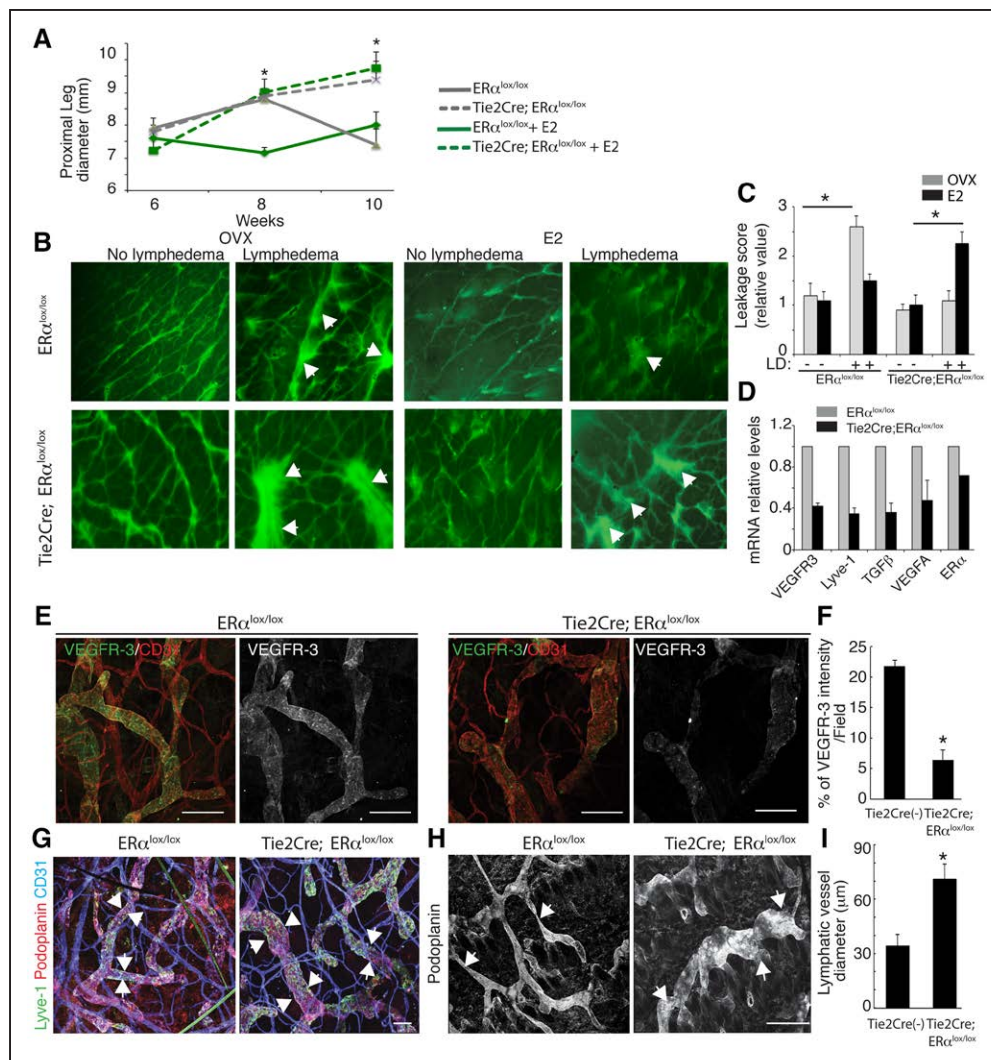 A
Proximal Leg
diameter (mm)
10
9
8
7
6
6
8
10
Weeks
*
*
ERα^lox/lox
Tie2Cre; ERα^lox/lox
ERα^lox/lox + E2
Tie2Cre; ERα^lox/lox + E2
B
OVX
E2
No lymphedema
Lymphedema
No lymphedema
Lymphedema
ERα^lox/lox
Tie2Cre; ERα^lox/lox
C
OVX
E2
Leakage score
(relative value)
3
2
1
0
*
*
LD: - - + + - - + +
ERα^lox/lox
Tie2Cre;ERα^lox/lox
D
ERα^lox/lox
Tie2Cre;ERα^lox/lox
mRNA relative levels
1.2
0.8
0.4
0
VEGFR3
Lyve-1
TGFβ
VEGFA
ERα
E
ERα^lox/lox
Tie2Cre; ERα^lox/lox
VEGFR-3/CD31
VEGFR-3
VEGFR-3/CD31
VEGFR-3
F
% of VEGFR-3 intensity
/Field
25
20
15
10
5
0
*
Tie2Cre(-)
Tie2Cre;
ERα^lox/lox
G
ERα^lox/lox
Tie2Cre; ERα^lox/lox
Lyve-1 Podoplanin CD31
H
ERα^lox/lox
Tie2Cre; ERα^lox/lox
Podoplanin
I
Lymphatic vessel
diameter (μm)
90
60
30
0
*
Tie2Cre(-)
Tie2Cre;
ERα^lox/lox